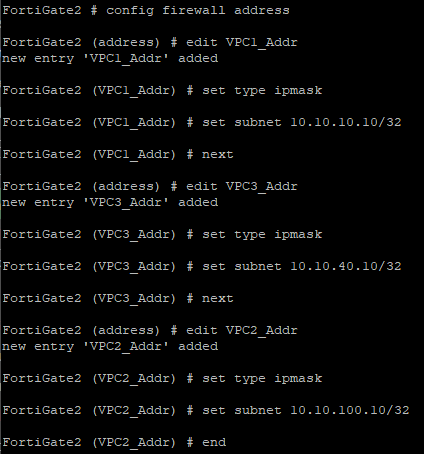 FortiGate2 # config firewall address
FortiGate2 (address) # edit VPC1_Addr
new entry 'VPC1_Addr' added
FortiGate2 (VPC1_Addr) # set type ipmask
FortiGate2 (VPC1_Addr) # set subnet 10.10.10.10/32
FortiGate2 (VPC1_Addr) # next
FortiGate2 (address) # edit VPC3_Addr
new entry 'VPC3_Addr' added
FortiGate2 (VPC3_Addr) # set type ipmask
FortiGate2 (VPC3_Addr) # set subnet 10.10.40.10/32
FortiGate2 (VPC3_Addr) # next
FortiGate2 (address) # edit VPC2_Addr
new entry 'VPC2_Addr' added
FortiGate2 (VPC2_Addr) # set type ipmask
FortiGate2 (VPC2_Addr) # set subnet 10.10.100.10/32
FortiGate2 (VPC2_Addr) # end